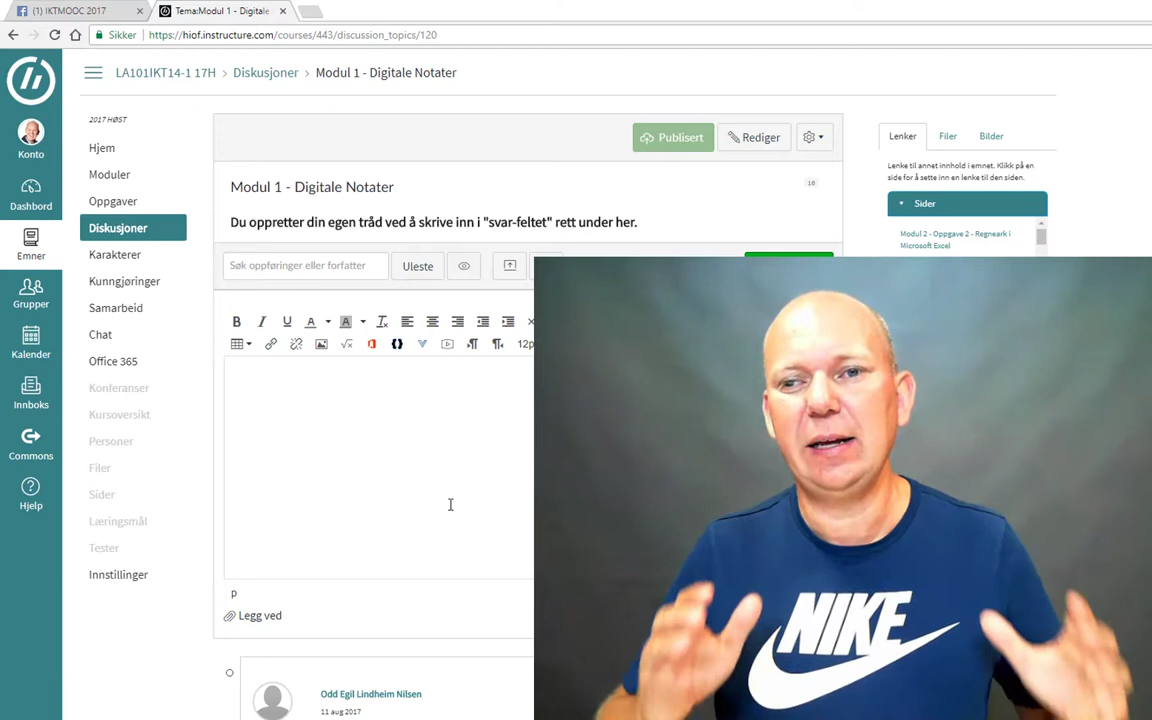 (1) IKTMOOC 2017
Tema:Modul 1 - Digitale
Sikker
https://hiof.instructure.com/courses/443/discussion_topics/120
LA101IKT14-1 17H > Diskusjoner > Modul 1 - Digitale Notater
Konto
Dashbord
Emner
Grupper
Kalender
Innboks
Commons
Hjelp
2017 HØST
Hjem
Moduler
Oppgaver
Diskusjoner
Karakterer
Kunngjøringer
Samarbeid
Chat
Office 365
Konferanser
Kursoversikt
Personer
Filer
Sider
Læringsmål
Tester
Innstillinger
Publisert
Rediger
Modul 1 - Digitale Notater
Du oppretter din egen tråd ved å skrive inn i "svar-feltet" rett under her.
Søk oppføringer eller forfatter
Uleste
B I U A A
12p
p
Legg ved
Odd Egil Lindheim Nilsen
11 aug 2017
Lenker
Filer
Bilder
Lenke til annet innhold i emnet. Klikk på en
side for å sette inn en lenke til den siden.
Sider
Modul 2 - Oppgave 2 - Regneark i
Microsoft Excel
NIKE